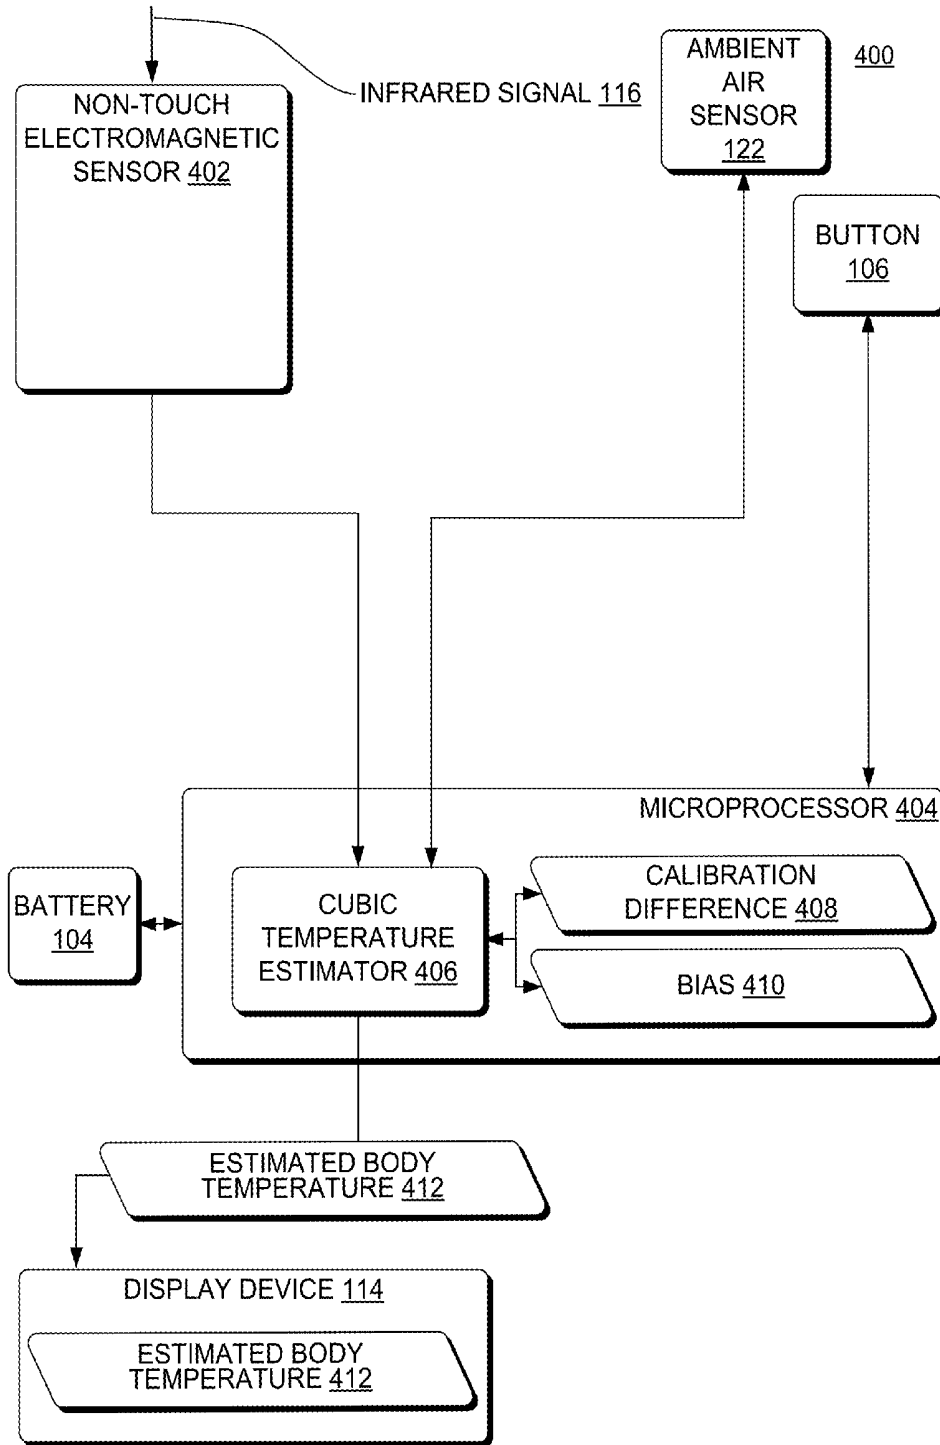 INFRARED SIGNAL 116
AMBIENT
AIR
SENSOR
122
400
NON-TOUCH
ELECTROMAGNETIC
SENSOR 402
BUTTON
106
MICROPROCESSOR 404
BATTERY
104
CUBIC
TEMPERATURE
ESTIMATOR 406
CALIBRATION
DIFFERENCE 408
BIAS 410
ESTIMATED BODY
TEMPERATURE 412
DISPLAY DEVICE 114
ESTIMATED BODY
TEMPERATURE 412